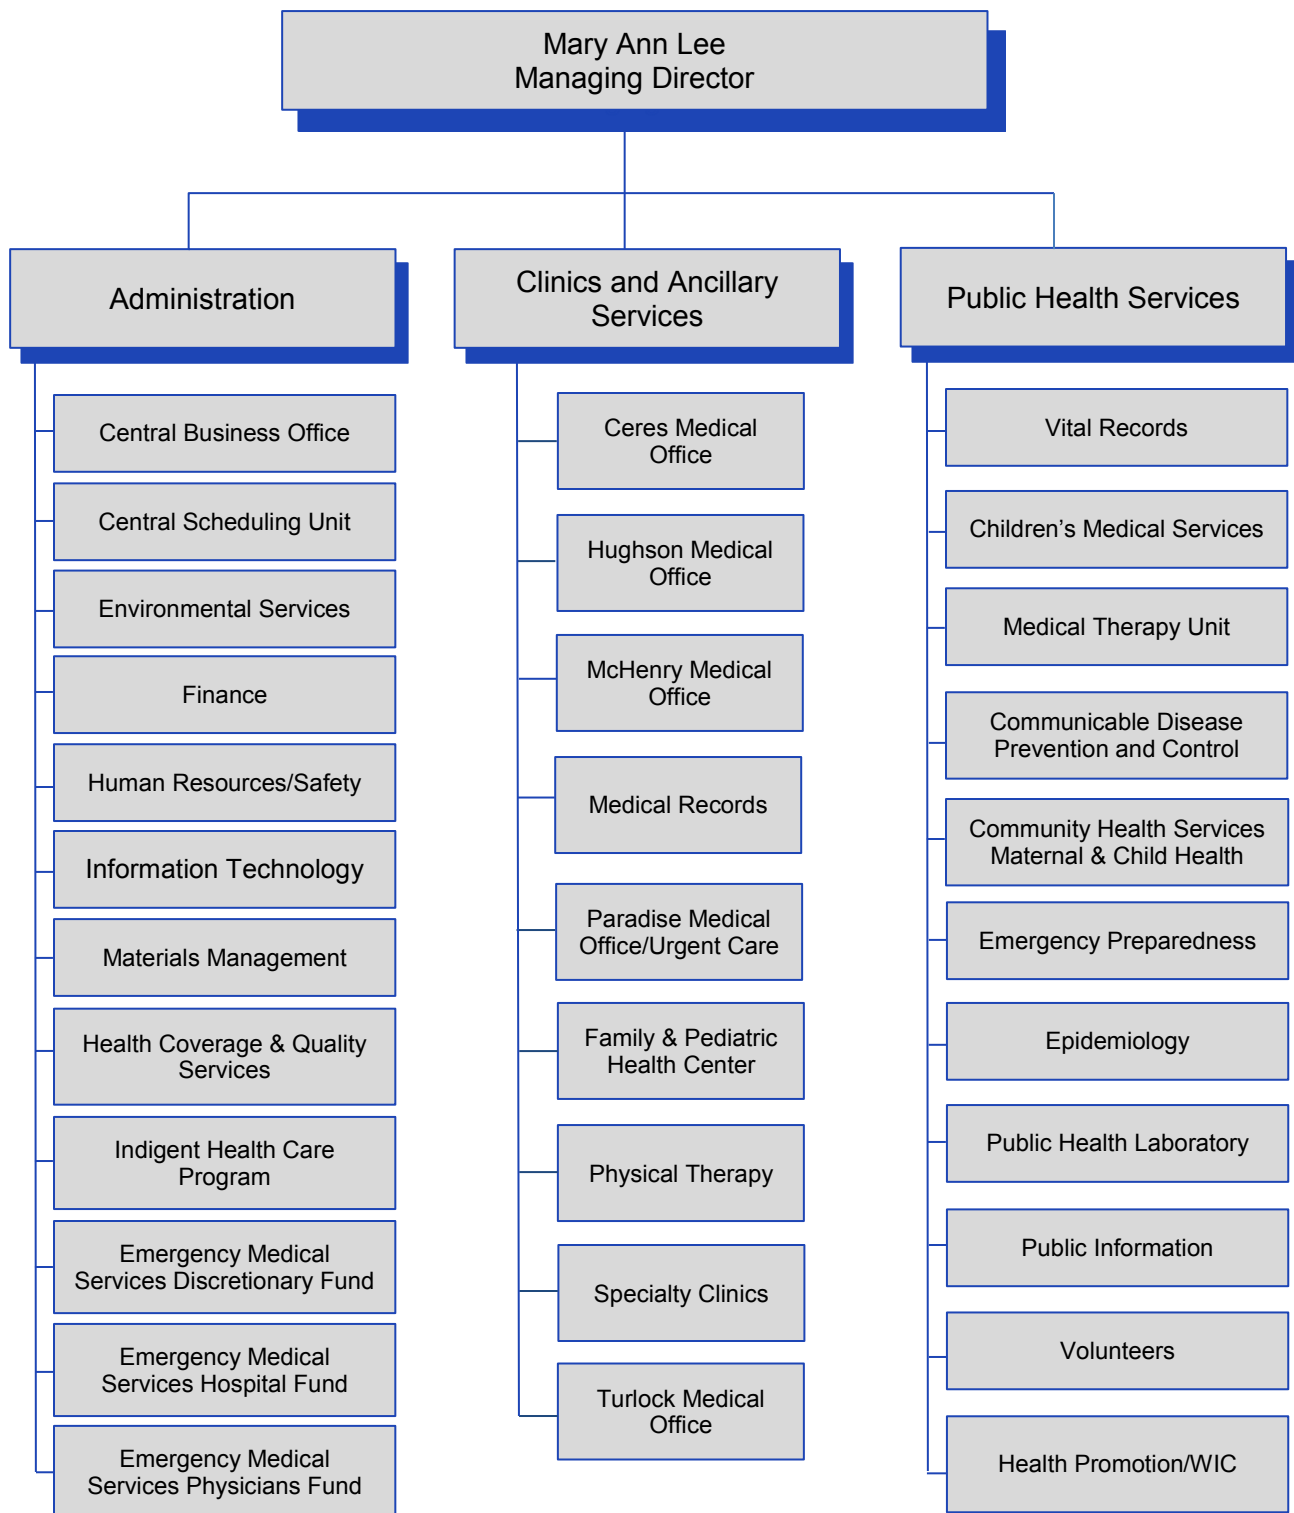 Mary Ann Lee
Managing Director
Administration
Clinics and Ancillary
Services
Public Health Services
Central Business Office
Central Scheduling Unit
Environmental Services
Finance
Human Resources/Safety
Information Technology
Materials Management
Health Coverage & Quality
Services
Indigent Health Care
Program
Emergency Medical
Services Discretionary Fund
Emergency Medical
Services Hospital Fund
Emergency Medical
Services Physicians Fund
Ceres Medical
Office
Hughson Medical
Office
McHenry Medical
Office
Medical Records
Paradise Medical
Office/Urgent Care
Family & Pediatric
Health Center
Physical Therapy
Specialty Clinics
Turlock Medical
Office
Vital Records
Children’s Medical Services
Medical Therapy Unit
Communicable Disease
Prevention and Control
Community Health Services
Maternal & Child Health
Emergency Preparedness
Epidemiology
Public Health Laboratory
Public Information
Volunteers
Health Promotion/WIC